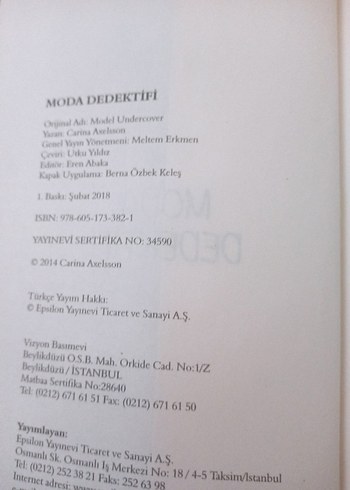 MODA DEDEKTİFİ
Orijinal Adı: Model Undercover
Yazan: Carina Axelsson
Genel Yayın Yönetmeni: Meltem Erkmen
Çeviri: Utku Yıldız
Editör: Eren Abaka
Kapak Uygulama: Berna Özbek Keleş
1. Baskı: Şubat 2018
ISBN: 978-605-173-382-1
YAYINEVİ SERTİFİKA NO: 34590
© 2014 Carina Axelsson
Türkçe Yayım Hakkı:
© Epsilon Yayınevi Ticaret ve Sanayi A.Ş.
Vizyon Basımevi
Beylikdüzü O.S.B. Mah. Orkide Cad. No:1/Z
Beylikdüzü / İSTANBUL
Matbaa Sertifika No:28640
Tel: (0212) 671 61 51 Fax: (0212) 671 61 50
Yayımlayan:
Epsilon Yayınevi Ticaret ve Sanayi A.Ş.
Osmanlı Sk. Osmanlı İş Merkezi No: 18 / 4-5 Taksim/İstanbul
Tel: (0212) 252 38 21 Faks: 252 63 98
İnternet adresi: